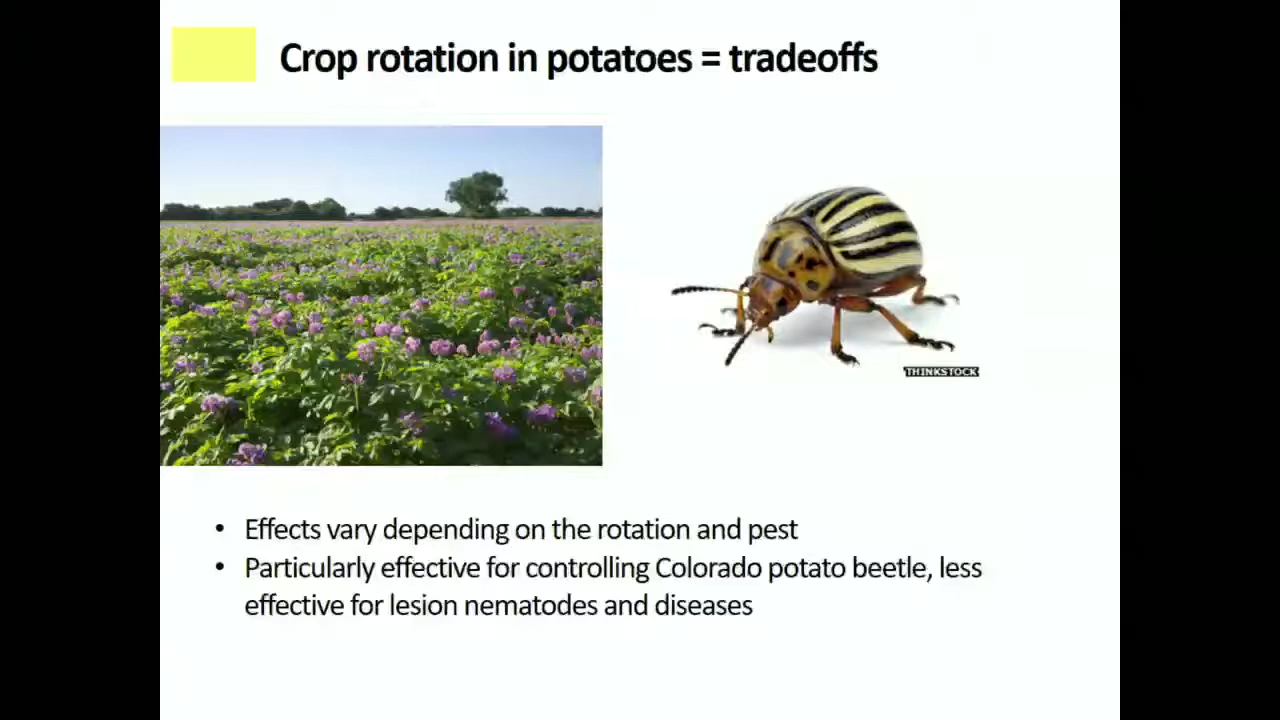 Crop rotation in potatoes = tradeoffs
THINKSTOCK
• Effects vary depending on the rotation and pest
• Particularly effective for controlling Colorado potato beetle, less
effective for lesion nematodes and diseases